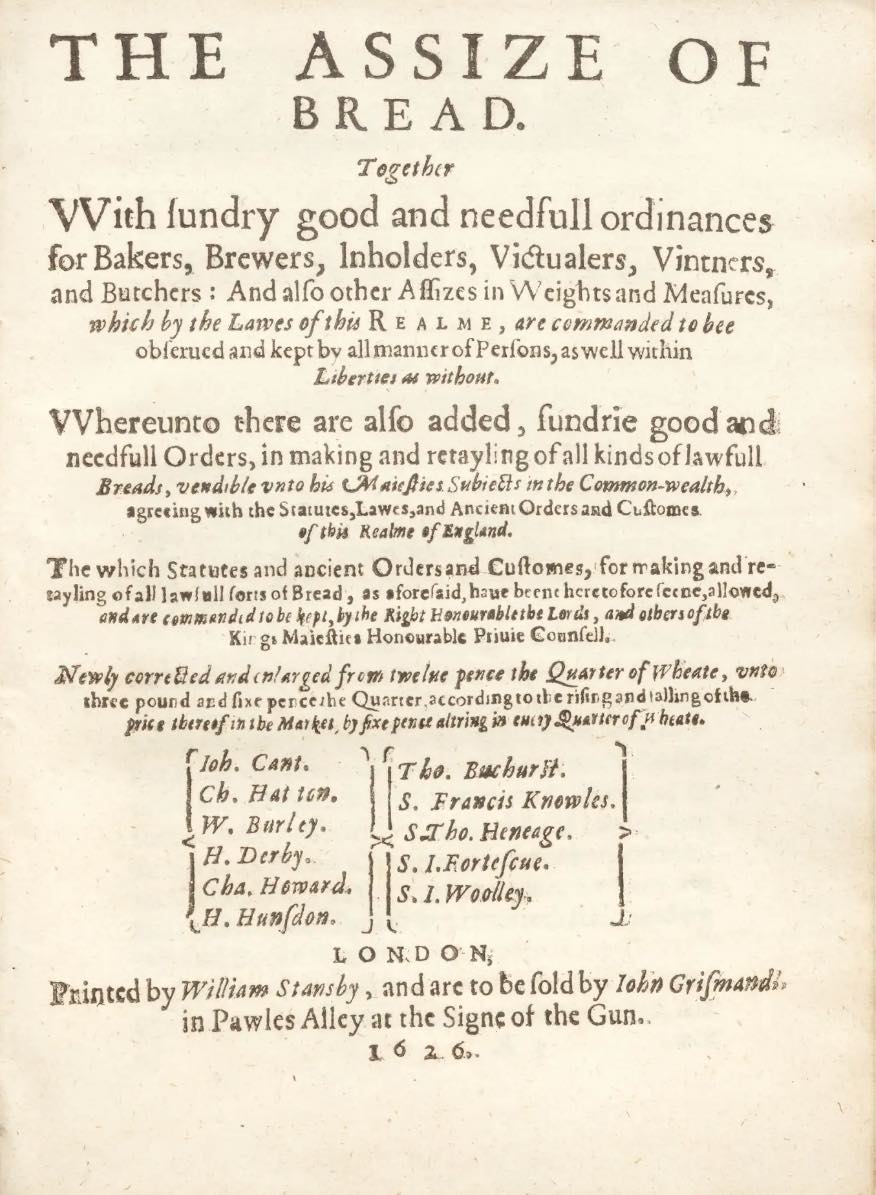 THE ASSIZE OF
BREAD.
Together
VVith ſundry good and needfull ordinances
for Bakers, Brewers, Inholders, Victualers, Vintners,
and Butchers : And alſo other Aſſizes in Weights and Meaſures,
which by the Lawes of this REALME, are commanded to bee
obſerued and kept by all manner of Perſons, as well within
Liberties as without.
VVhereunto there are alſo added, ſundrie good and
needfull Orders, in making and retayling of all kinds of lawfull
Breads, vendible vnto his Maieſties Subiects in the Common-wealth,
agreeing with the Statutes, Lawes, and Ancient Orders and Cuſtomes
of this Realme of England.
The which Statutes and ancient Orders and Cuſtomes, for making and re-
tayling of all lawfull ſorts of Bread, as aforeſaid, haue beene heretofore ſeene, allowed,
and are commanded to be kept, by the Right Honourable the Lords, and others of the
Kings Maieſties Honourable Priuie Counſell.
Newly corrected and enlarged from twelue pence the Quarter of Wheate, vnto
three pound and ſixe pence the Quarter, according to the riſing and falling of the
price thereof in the Market, by ſixe pence altring in euery Quarter of Wheate.
Ioh. Cant.
Ch. Hatton.
W. Burley.
H. Derby.
Cha. Howard.
H. Hunſdon.
Tho. Buchurſt.
S. Francis Knowles.
S. Tho. Heneage.
S. I. Forteſcue.
S. I. Woolley.
LONDON,
Printed by William Stansby, and are to be ſold by Iohn Griſmand
in Pawles Alley at the Signe of the Gun.
1626.